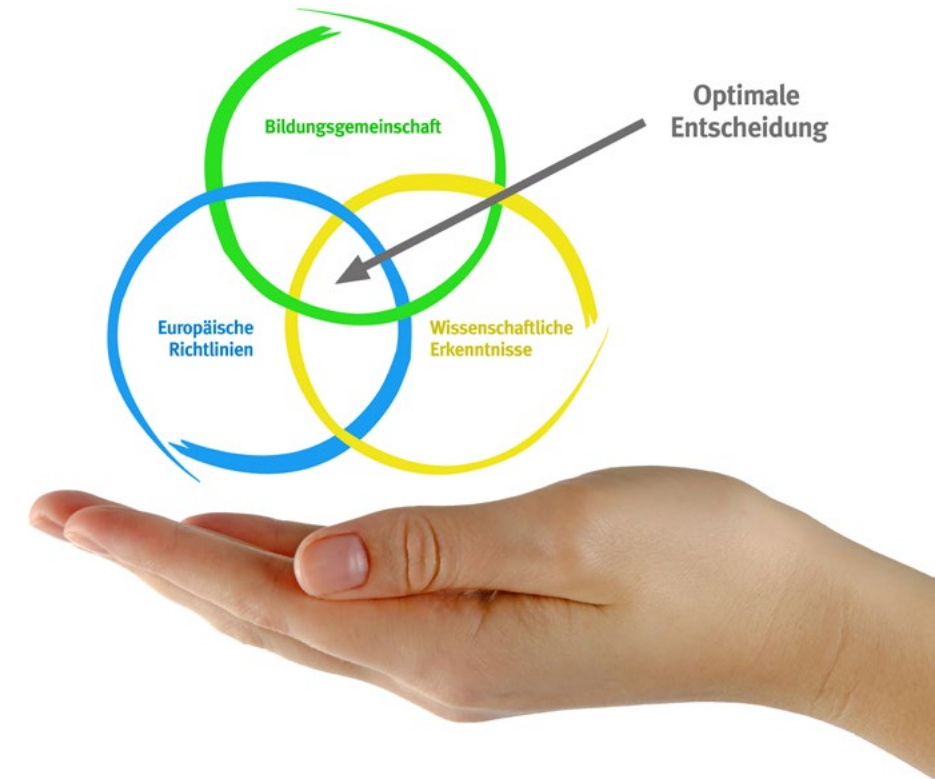 Bildungsgemeinschaft
Optimale
Entscheidung
Europäische
Richtlinien
Wissenschaftliche
Erkenntnisse